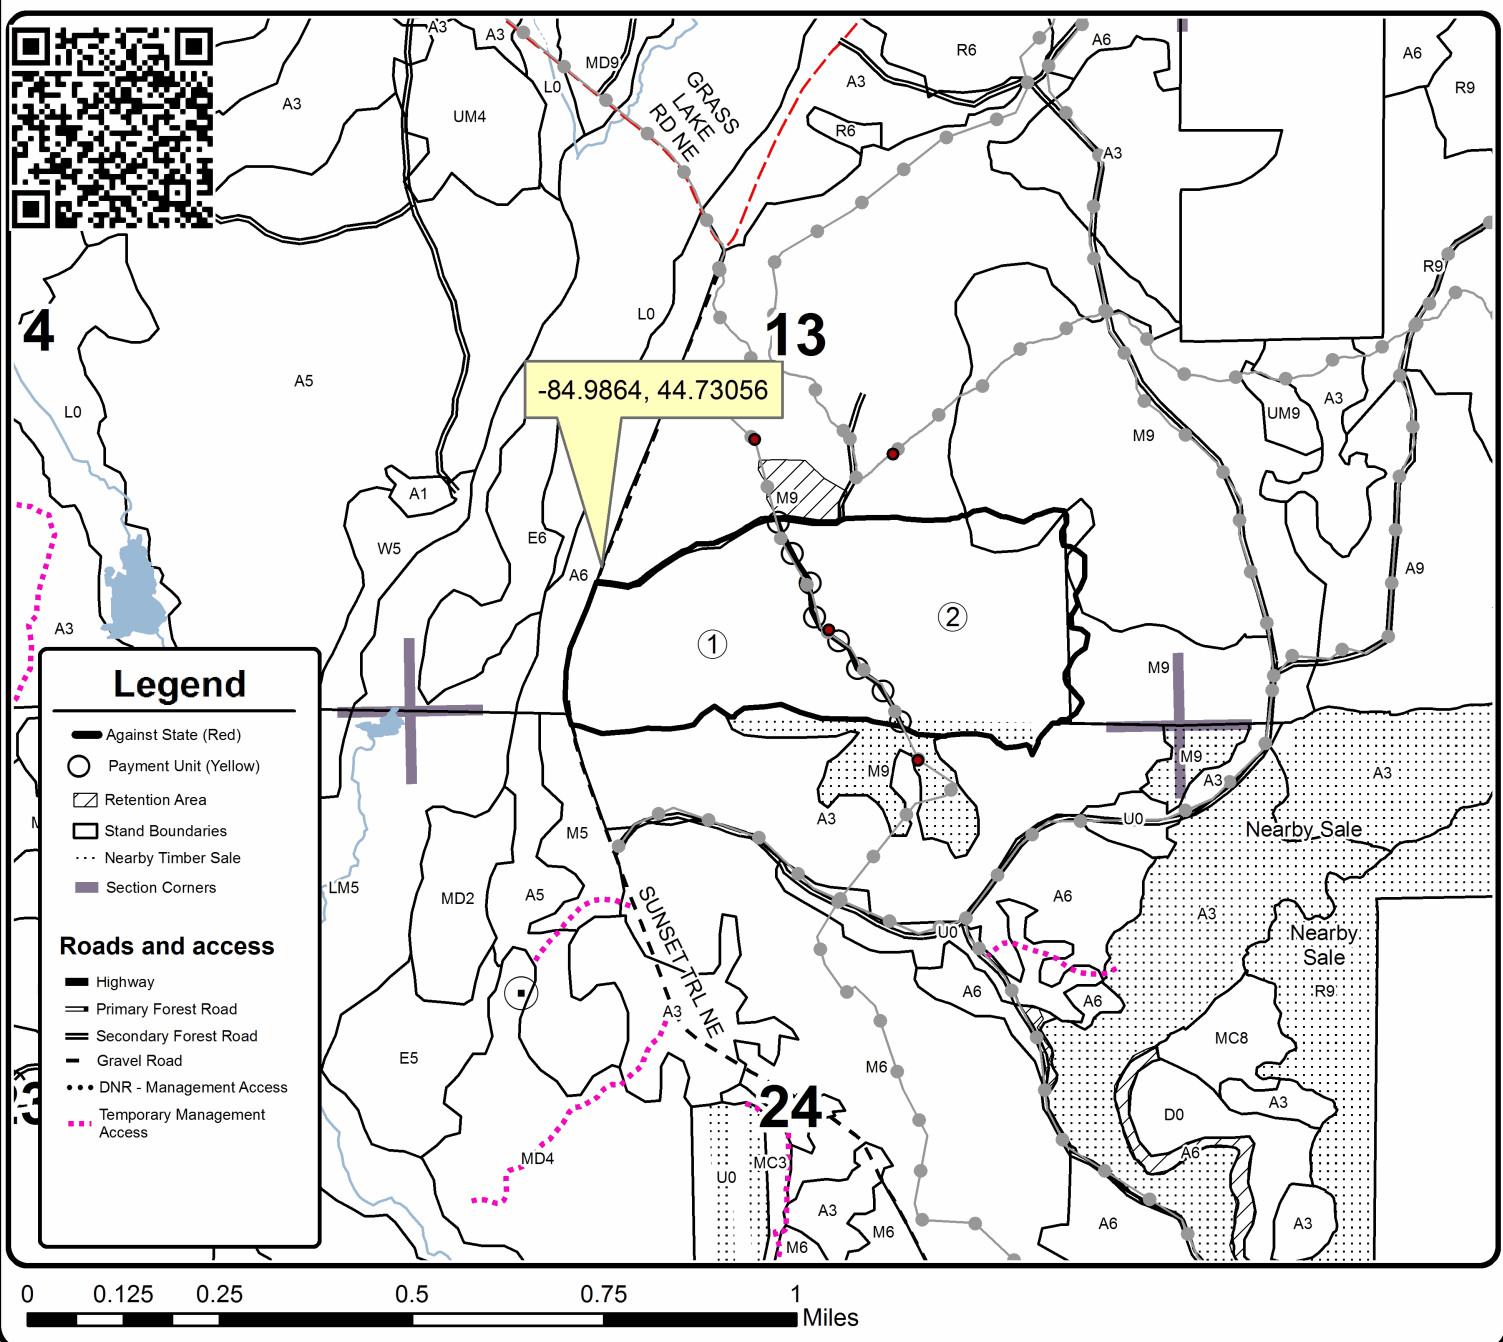 A3
A3
MD9
L0
A3
UM4
GRASS
LAKE
RD NE
A3
R6
A6
R6
A3
A6
R9
R9
4
L0
13
A5
L0
-84.9864, 44.73056
M9
UM9
A3
A1
M9
W5
E6
A6
A9
A3
1
2
M9
Legend
Against State (Red)
Payment Unit (Yellow)
Retention Area
Stand Boundaries
Nearby Timber Sale
Section Corners
Roads and access
Highway
Primary Forest Road
Secondary Forest Road
Gravel Road
DNR - Management Access
Temporary Management
Access
M9
M9
A3
A3
A3
U0
Nearby Sale
M5
LM5
MD2
A5
A6
A3
SUNSET TRL NE
U0
Nearby
Sale
R9
A6
A6
A3
MC8
E5
M6
24
D0
A3
A6
MD4
MC3
U0
A3
M6
M6
A6
A3
0 0.125 0.25 0.5 0.75 1
Miles